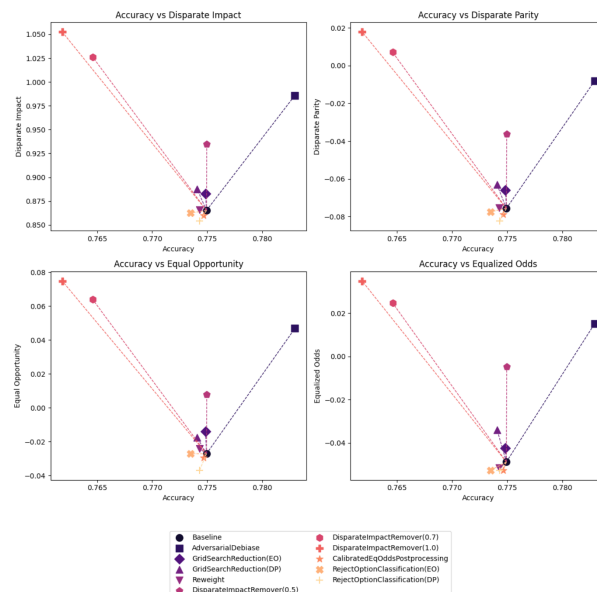 Accuracy vs Disparate Impact
Disparate Impact
1.050
1.025
1.000
0.975
0.950
0.925
0.900
0.875
0.850
0.765
0.770
0.775
0.780
Accuracy
Accuracy vs Disparate Parity
Disparate Parity
0.02
0.00
−0.02
−0.04
−0.06
−0.08
0.765
0.770
0.775
0.780
Accuracy
Accuracy vs Equal Opportunity
Equal Opportunity
0.08
0.06
0.04
0.02
0.00
−0.02
−0.04
0.765
0.770
0.775
0.780
Accuracy
Accuracy vs Equalized Odds
Equalized Odds
0.02
0.00
−0.02
−0.04
0.765
0.770
0.775
0.780
Accuracy
Baseline
AdversarialDebiase
GridSearchReduction(EO)
GridSearchReduction(DP)
Reweight
DisparateImpactRemover(0.5)
DisparateImpactRemover(0.7)
DisparateImpactRemover(1.0)
CalibratedEqOddsPostprocessing
RejectOptionClassification(EO)
RejectOptionClassification(DP)